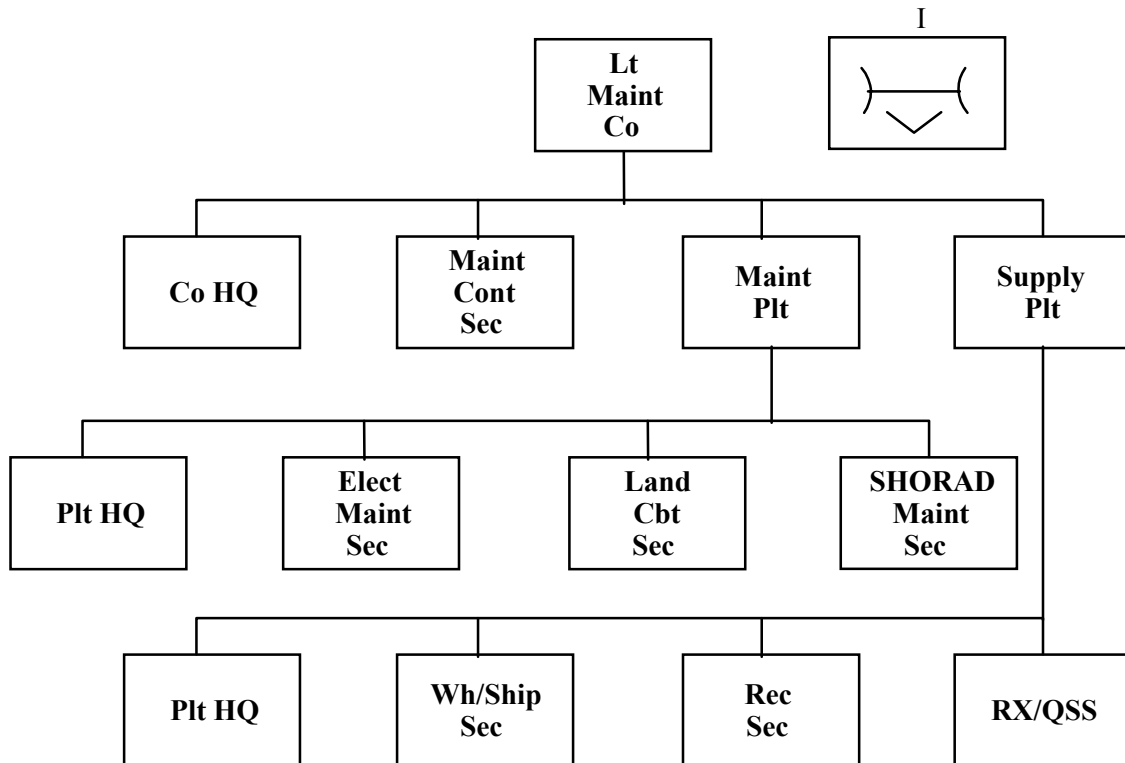 I
Lt
Maint
Co
Co HQ
Maint
Cont
Sec
Maint
Plt
Supply
Plt
Plt HQ
Elect
Maint
Sec
Land
Cbt
Sec
SHORAD
Maint
Sec
Plt HQ
Wh/Ship
Sec
Rec
Sec
RX/QSS